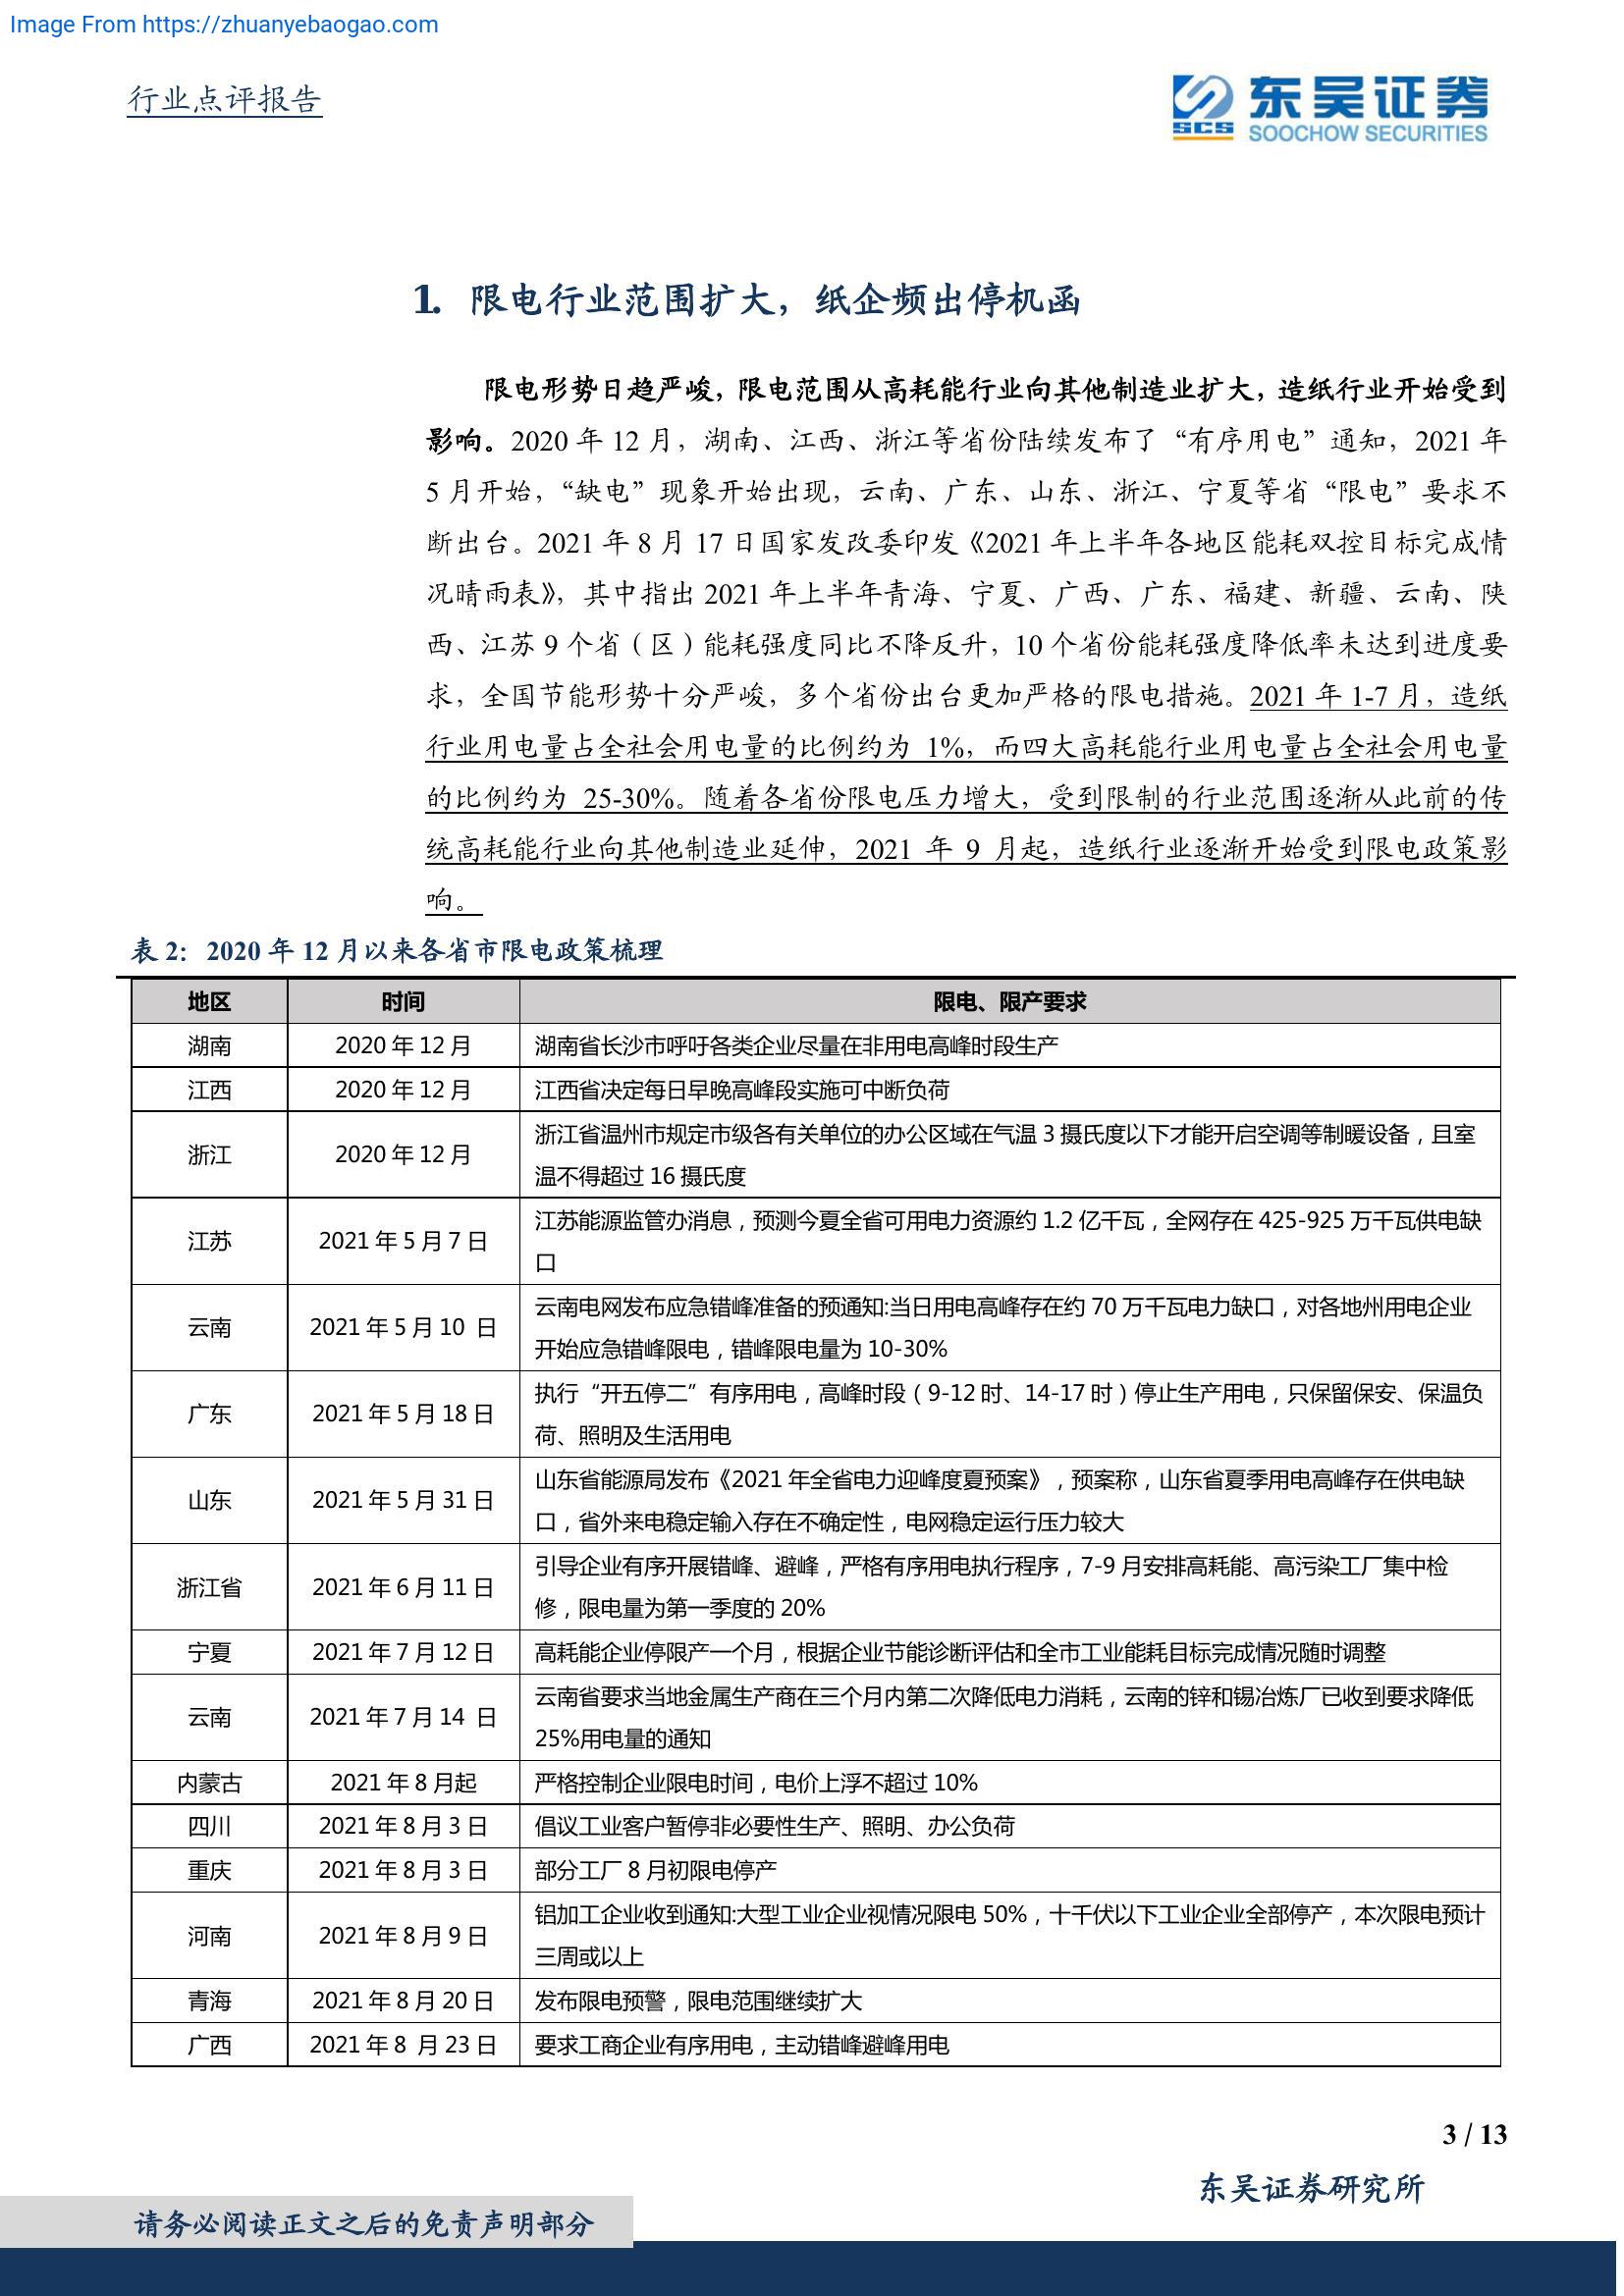 Image From https://zhuanyebaogao.com
行业点评报告
东吴证券
SCS
SOOCHOW SECURITIES
1. 限电行业范围扩大，纸企频出停机函
限电形势日趋严峻，限电范围从高耗能行业向其他制造业扩大，造纸行业开始受到
影响。2020 年 12 月，湖南、江西、浙江等省份陆续发布了“有序用电”通知，2021 年
5 月开始，“缺电”现象开始出现，云南、广东、山东、浙江、宁夏等省“限电”要求不
断出台。2021 年 8 月 17 日国家发改委印发《2021 年上半年各地区能耗双控目标完成情
况晴雨表》，其中指出 2021 年上半年青海、宁夏、广西、广东、福建、新疆、云南、陕
西、江苏 9 个省（区）能耗强度同比不降反升，10 个省份能耗强度降低率未达到进度要
求，全国节能形势十分严峻，多个省份出台更加严格的限电措施。2021 年 1-7 月，造纸
行业用电量占全社会用电量的比例约为 1%，而四大高耗能行业用电量占全社会用电量
的比例约为 25-30%。随着各省份限电压力增大，受到限制的行业范围逐渐从此前的传
统高耗能行业向其他制造业延伸，2021 年 9 月起，造纸行业逐渐开始受到限电政策影
响。
表 2：2020 年 12 月以来各省市限电政策梳理
地区 时间 限电、限产要求
湖南 2020 年 12 月 湖南省长沙市呼吁各类企业尽量在非用电高峰时段生产
江西 2020 年 12 月 江西省决定每日早晚高峰段实施可中断负荷
浙江 2020 年 12 月 浙江省温州市规定市级各有关单位的办公区域在气温 3 摄氏度以下才能开启空调等制暖设备，且室
温不得超过 16 摄氏度
江苏 2021 年 5 月 7 日 江苏能源监管办消息，预测今夏全省可用电力资源约 1.2 亿千瓦，全网存在 425-925 万千瓦供电缺
口
云南 2021 年 5 月 10 日 云南电网发布应急错峰准备的预通知:当日用电高峰存在约 70 万千瓦电力缺口，对各地州用电企业
开始应急错峰限电，错峰限电量为 10-30%
广东 2021 年 5 月 18 日 执行“开五停二”有序用电，高峰时段（9-12 时、14-17 时）停止生产用电，只保留保安、保温负
荷、照明及生活用电
山东 2021 年 5 月 31 日 山东省能源局发布《2021 年全省电力迎峰度夏预案》，预案称，山东省夏季用电高峰存在供电缺
口，省外来电稳定输入存在不确定性，电网稳定运行压力较大
浙江省 2021 年 6 月 11 日 引导企业有序开展错峰、避峰，严格有序用电执行程序，7-9 月安排高耗能、高污染工厂集中检
修，限电量为第一季度的 20%
宁夏 2021 年 7 月 12 日 高耗能企业停限产一个月，根据企业节能诊断评估和全市工业能耗目标完成情况随时调整
云南 2021 年 7 月 14 日 云南省要求当地金属生产商在三个月内第二次降低电力消耗，云南的锌和锡冶炼厂已收到要求降低
25%用电量的通知
内蒙古 2021 年 8 月起 严格控制企业限电时间，电价上浮不超过 10%
四川 2021 年 8 月 3 日 倡议工业客户暂停非必要性生产、照明、办公负荷
重庆 2021 年 8 月 3 日 部分工厂 8 月初限电停产
河南 2021 年 8 月 9 日 铝加工企业收到通知:大型工业企业视情况限电 50%，十千伏以下工业企业全部停产，本次限电预计
三周或以上
青海 2021 年 8 月 20 日 发布限电预警，限电范围继续扩大
广西 2021 年 8 月 23 日 要求工商企业有序用电，主动错峰避峰用电
3 / 13
东吴证券研究所
请务必阅读正文之后的免责声明部分